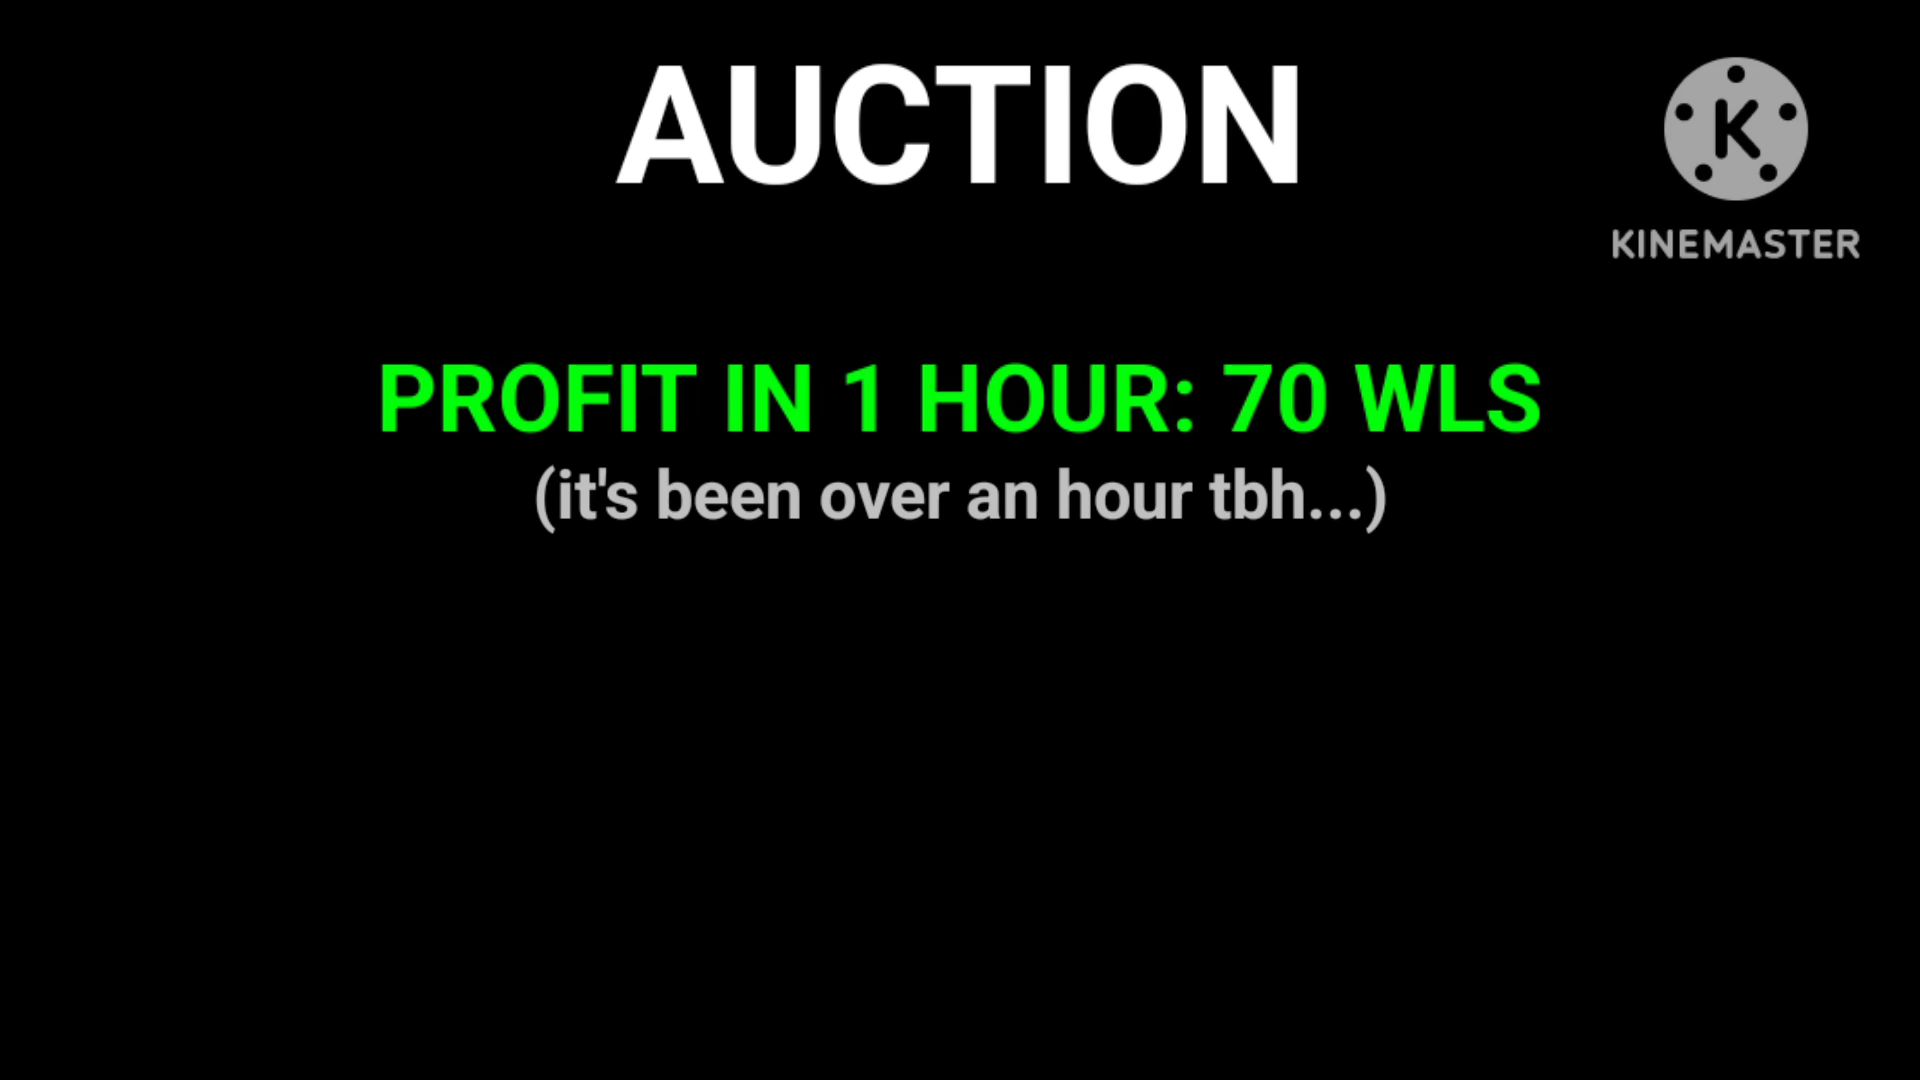 AUCTION
K
KINEMASTER
PROFIT IN 1 HOUR: 70 WLS
(it's been over an hour tbh...)